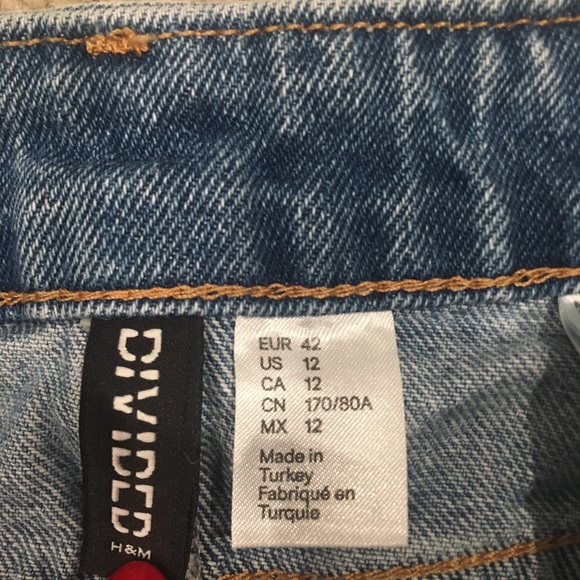 DIVIDED
H&M
EUR 42
US 12
CA 12
CN 170/80A
MX 12
Made in
Turkey
Fabriqué en
Turquie